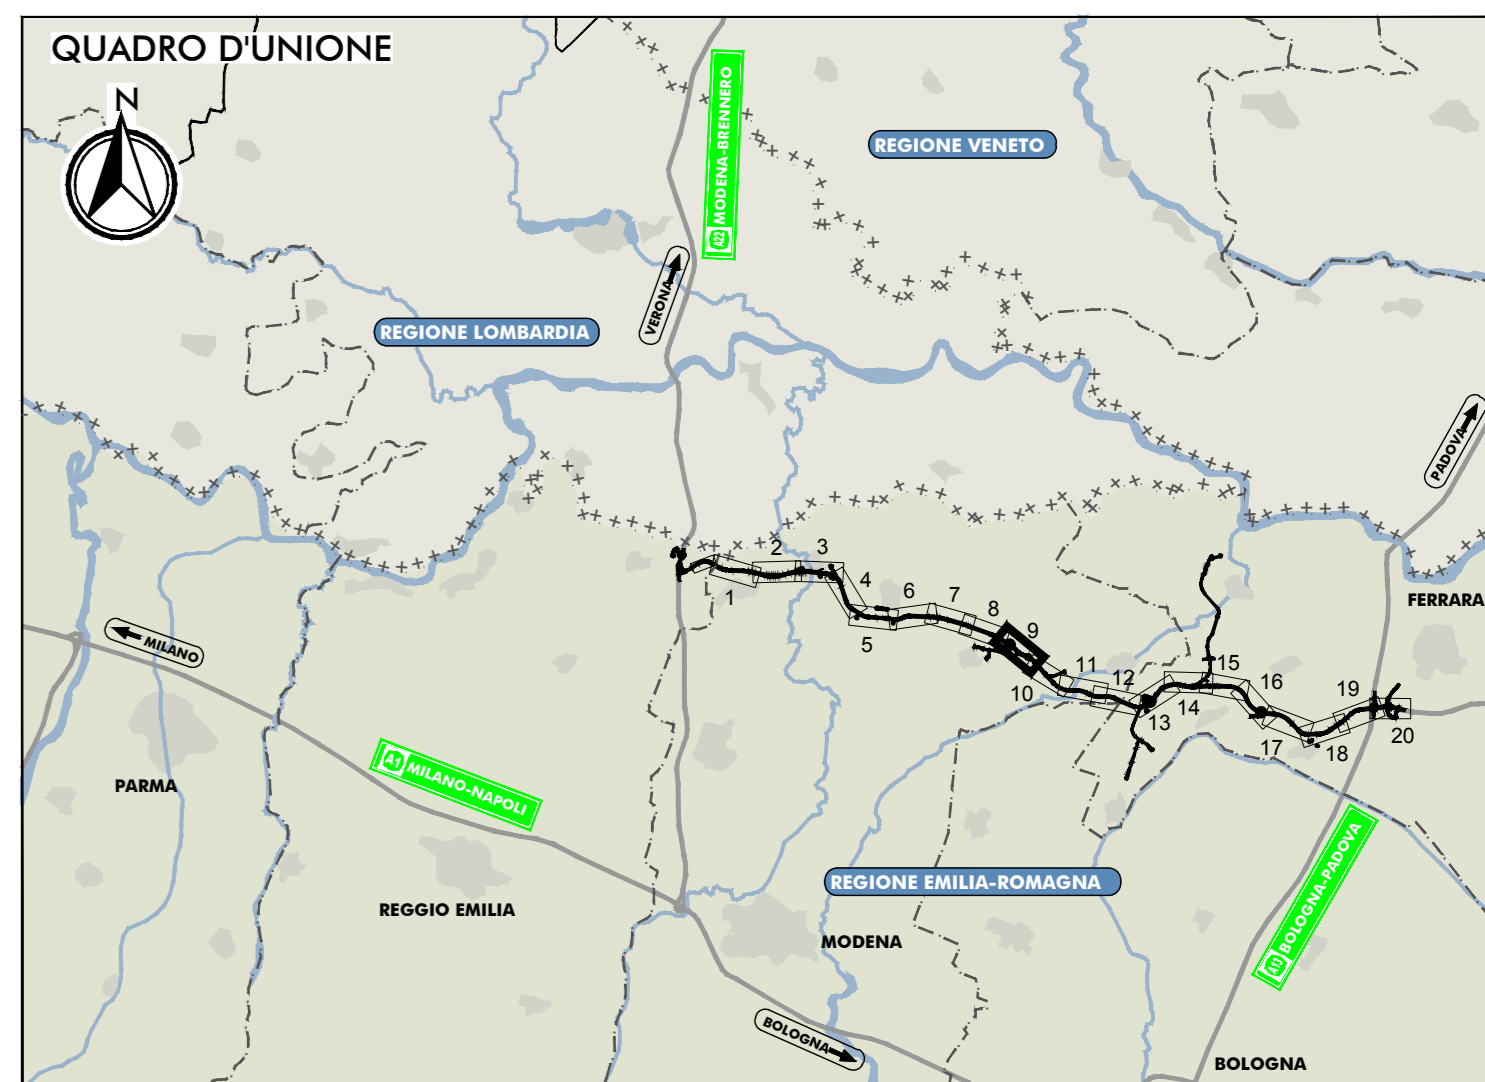 QUADRO D'UNIONE
N
A22 MODENA-BRENNERO
REGIONE VENETO
VERONA
REGIONE LOMBARDIA
PADOVA
1
2
3
4
5
6
7
8
9
10
11
12
13
14
15
16
17
18
19
20
FERRARA
MILANO
PARMA
A1 MILANO-NAPOLI
REGGIO EMILIA
REGIONE EMILIA-ROMAGNA
MODENA
A13 BOLOGNA-PADOVA
BOLOGNA
BOLOGNA